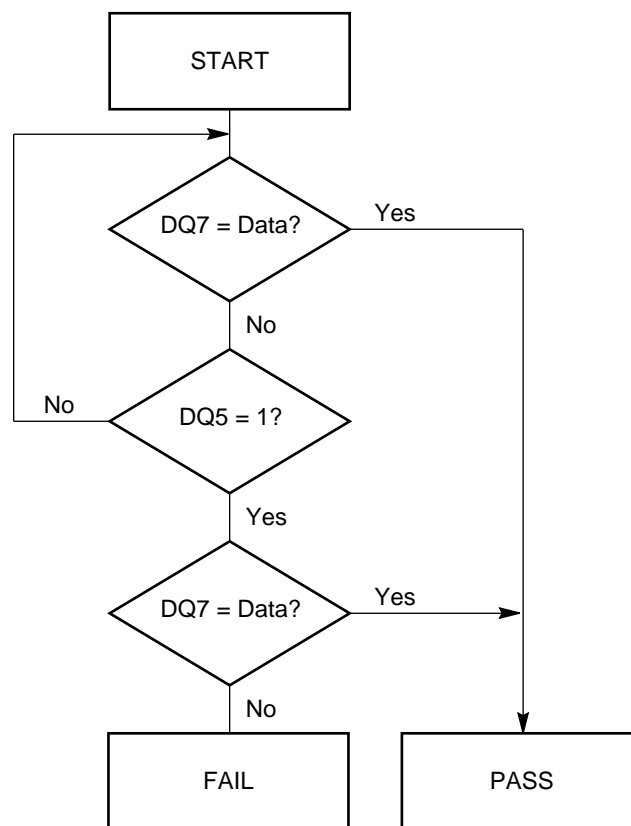 START
DQ7 = Data?
Yes
No
No
DQ5 = 1?
Yes
DQ7 = Data?
Yes
No
FAIL
PASS